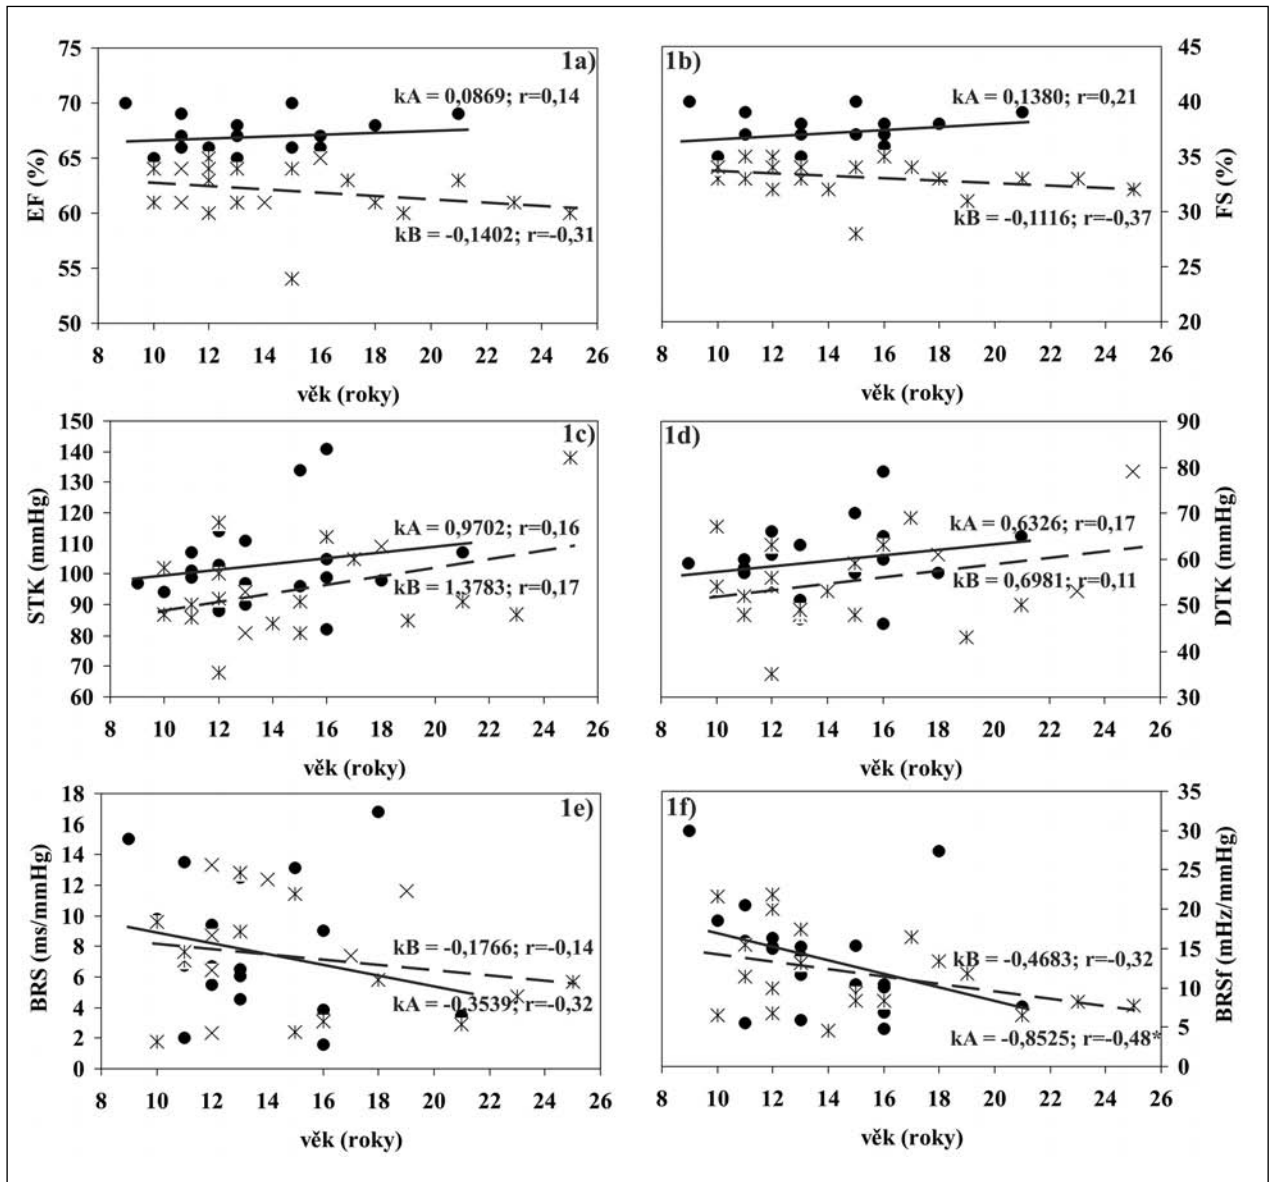 75
70
65
60
55
50
EF (%)
1a)
kA = 0,0869; r=0,14
kB = -0,1402; r=-0,31
8 10 12 14 16 18 20 22 24 26
věk (roky)
1b)
kA = 0,1380; r=0,21
kB = -0,1116; r=-0,37
45
40
35
30
25
20
FS (%)
8 10 12 14 16 18 20 22 24 26
věk (roky)
150
140
130
120
110
100
90
80
70
60
STK (mmHg)
1c)
kA = 0,9702; r=0,16
kB = 1,3783; r=0,17
8 10 12 14 16 18 20 22 24 26
věk (roky)
1d)
kA = 0,6326; r=0,17
kB = 0,6981; r=0,11
90
80
70
60
50
40
30
DTK (mmHg)
8 10 12 14 16 18 20 22 24 26
věk (roky)
18
16
14
12
10
8
6
4
2
0
BRS (ms/mmHg)
1e)
kB = -0,1766; r=-0,14
kA = -0,3539; r=-0,32
8 10 12 14 16 18 20 22 24 26
věk (roky)
1f)
kB = -0,4683; r=-0,32
kA = -0,8525; r=-0,48*
35
30
25
20
15
10
5
0
BRSf (mHz/mmHg)
8 10 12 14 16 18 20 22 24 26
věk (roky)